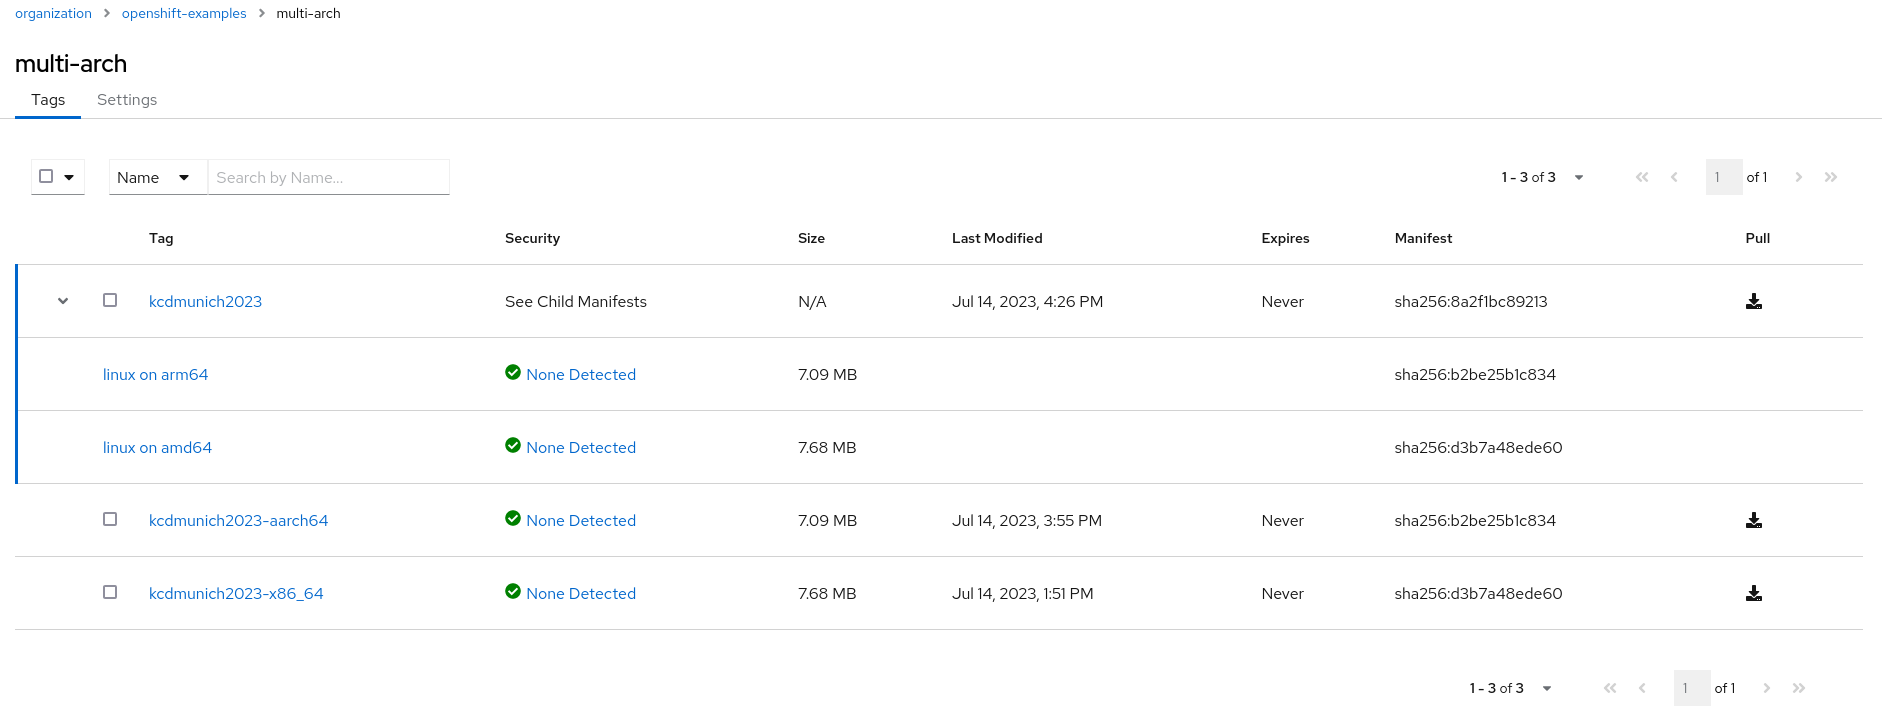 organization > openshift-examples > multi-arch
multi-arch
Tags Settings
Name Search by Name... 1 - 3 of 3 1 of 1
Tag Security Size Last Modified Expires Manifest Pull
kcdmunich2023 See Child Manifests N/A Jul 14, 2023, 4:26 PM Never sha256:8a2f1bc89213
linux on arm64 None Detected 7.09 MB sha256:b2be25b1c834
linux on amd64 None Detected 7.68 MB sha256:d3b7a48ede60
kcdmunich2023-aarch64 None Detected 7.09 MB Jul 14, 2023, 3:55 PM Never sha256:b2be25b1c834
kcdmunich2023-x86_64 None Detected 7.68 MB Jul 14, 2023, 1:51 PM Never sha256:d3b7a48ede60
1 - 3 of 3 1 of 1